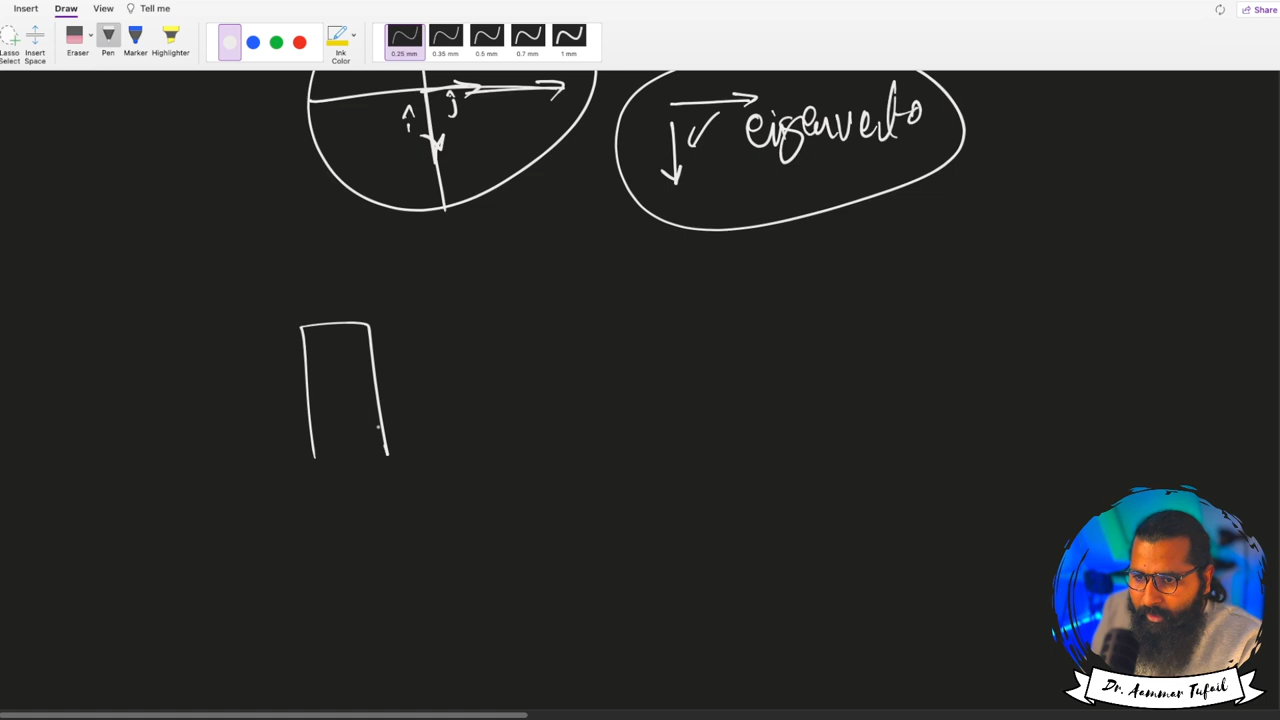 Insert Draw View Tell me
Share
Lasso Select
Insert Space
Eraser
Pen
Marker
Highlighter
Ink Color
0.25 mm
0.35 mm
0.5 mm
0.7 mm
1 mm
î
ĵ
Dr. Aammar Tufail